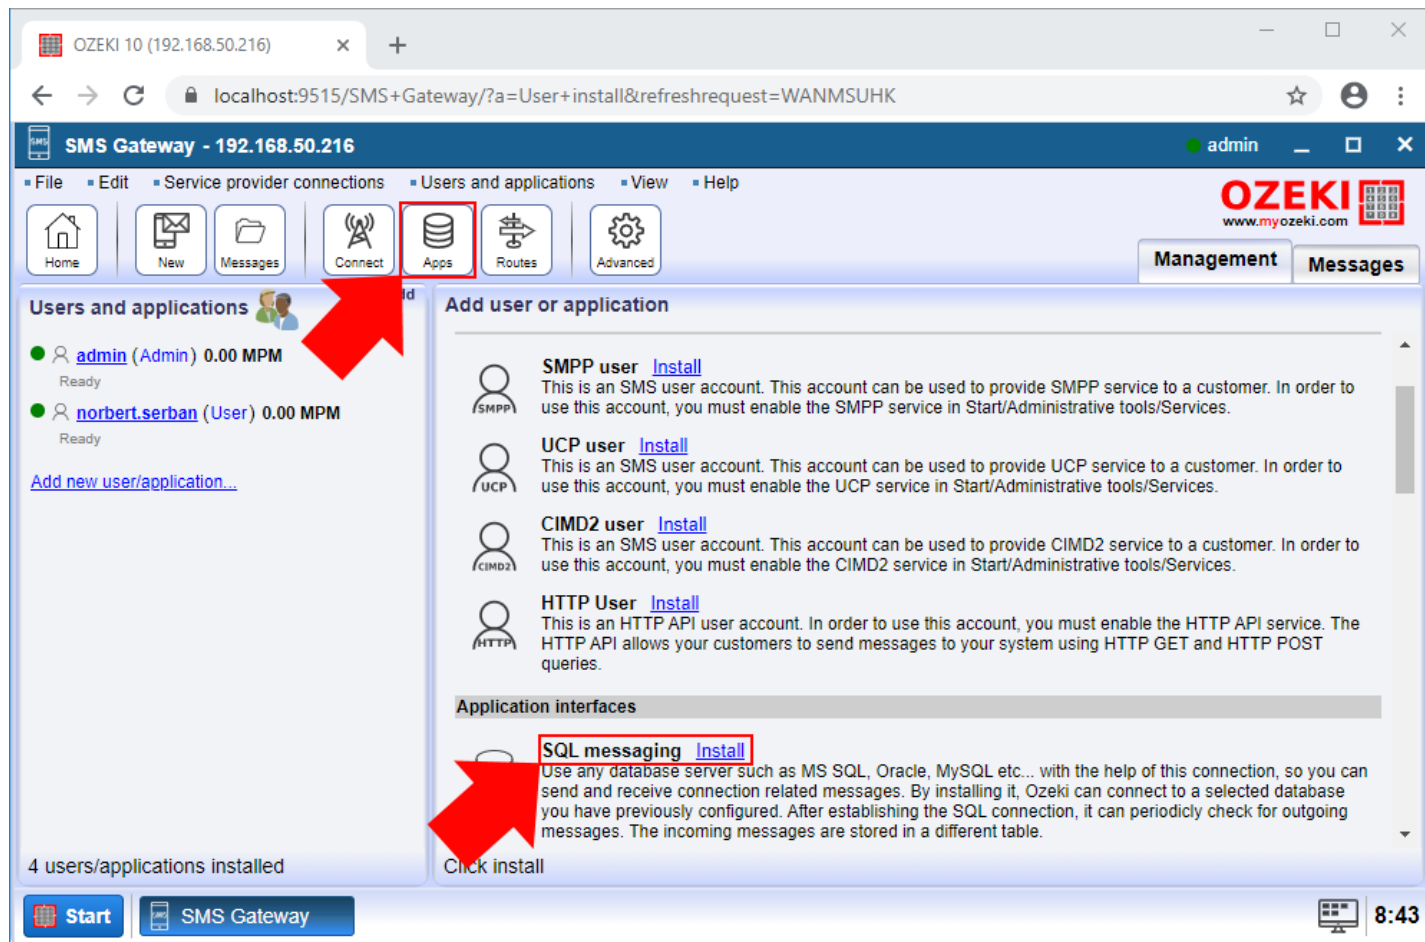 OZEKI 10 (192.168.50.216)
localhost:9515/SMS+Gateway/?a=User+install&refreshrequest=WANMSUHK
SMS
SMS Gateway - 192.168.50.216
admin
File Edit Service provider connections Users and applications View Help
OZEKI
www.myozeki.com
Home New Messages Connect Apps Routes Advanced
Management Messages
Users and applications
Add user or application
admin (Admin) 0.00 MPM
Ready
norbert.serban (User) 0.00 MPM
Ready
Add new user/application...
4 users/applications installed
SMPP
SMPP user Install
This is an SMS user account. This account can be used to provide SMPP service to a customer. In order to
use this account, you must enable the SMPP service in Start/Administrative tools/Services.
UCP
UCP user Install
This is an SMS user account. This account can be used to provide UCP service to a customer. In order to
use this account, you must enable the UCP service in Start/Administrative tools/Services.
CIMD2
CIMD2 user Install
This is an SMS user account. This account can be used to provide CIMD2 service to a customer. In order to
use this account, you must enable the CIMD2 service in Start/Administrative tools/Services.
HTTP
HTTP User Install
This is an HTTP API user account. In order to use this account, you must enable the HTTP API service. The
HTTP API allows your customers to send messages to your system using HTTP GET and HTTP POST
queries.
Application interfaces
SQL messaging Install
Use any database server such as MS SQL, Oracle, MySQL etc... with the help of this connection, so you can
send and receive connection related messages. By installing it, Ozeki can connect to a selected database
you have previously configured. After establishing the SQL connection, it can periodicly check for outgoing
messages. The incoming messages are stored in a different table.
Click install
Start
SMS Gateway
8:43